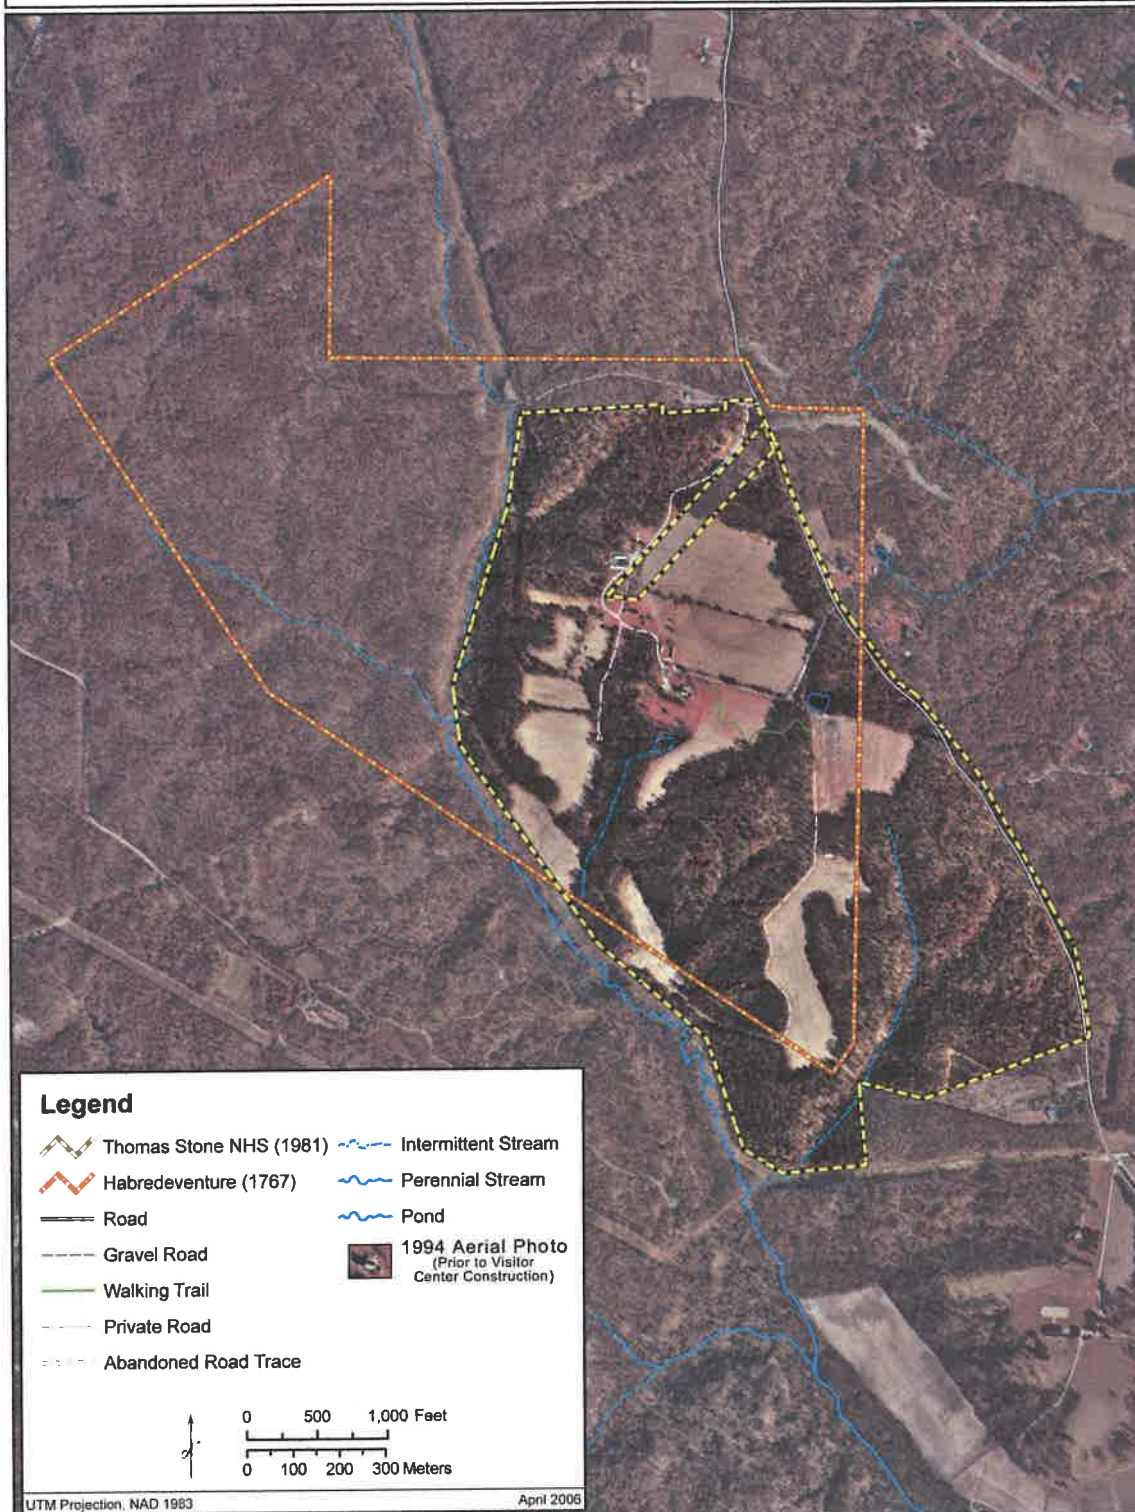 Legend
Thomas Stone NHS (1981)
Habredeventure (1767)
Road
Gravel Road
Walking Trail
Private Road
Abandoned Road Trace
Intermittent Stream
Perennial Stream
Pond
1994 Aerial Photo
(Prior to Visitor
Center Construction)
0 500 1,000 Feet
0 100 200 300 Meters
UTM Projection, NAD 1983
April 2006